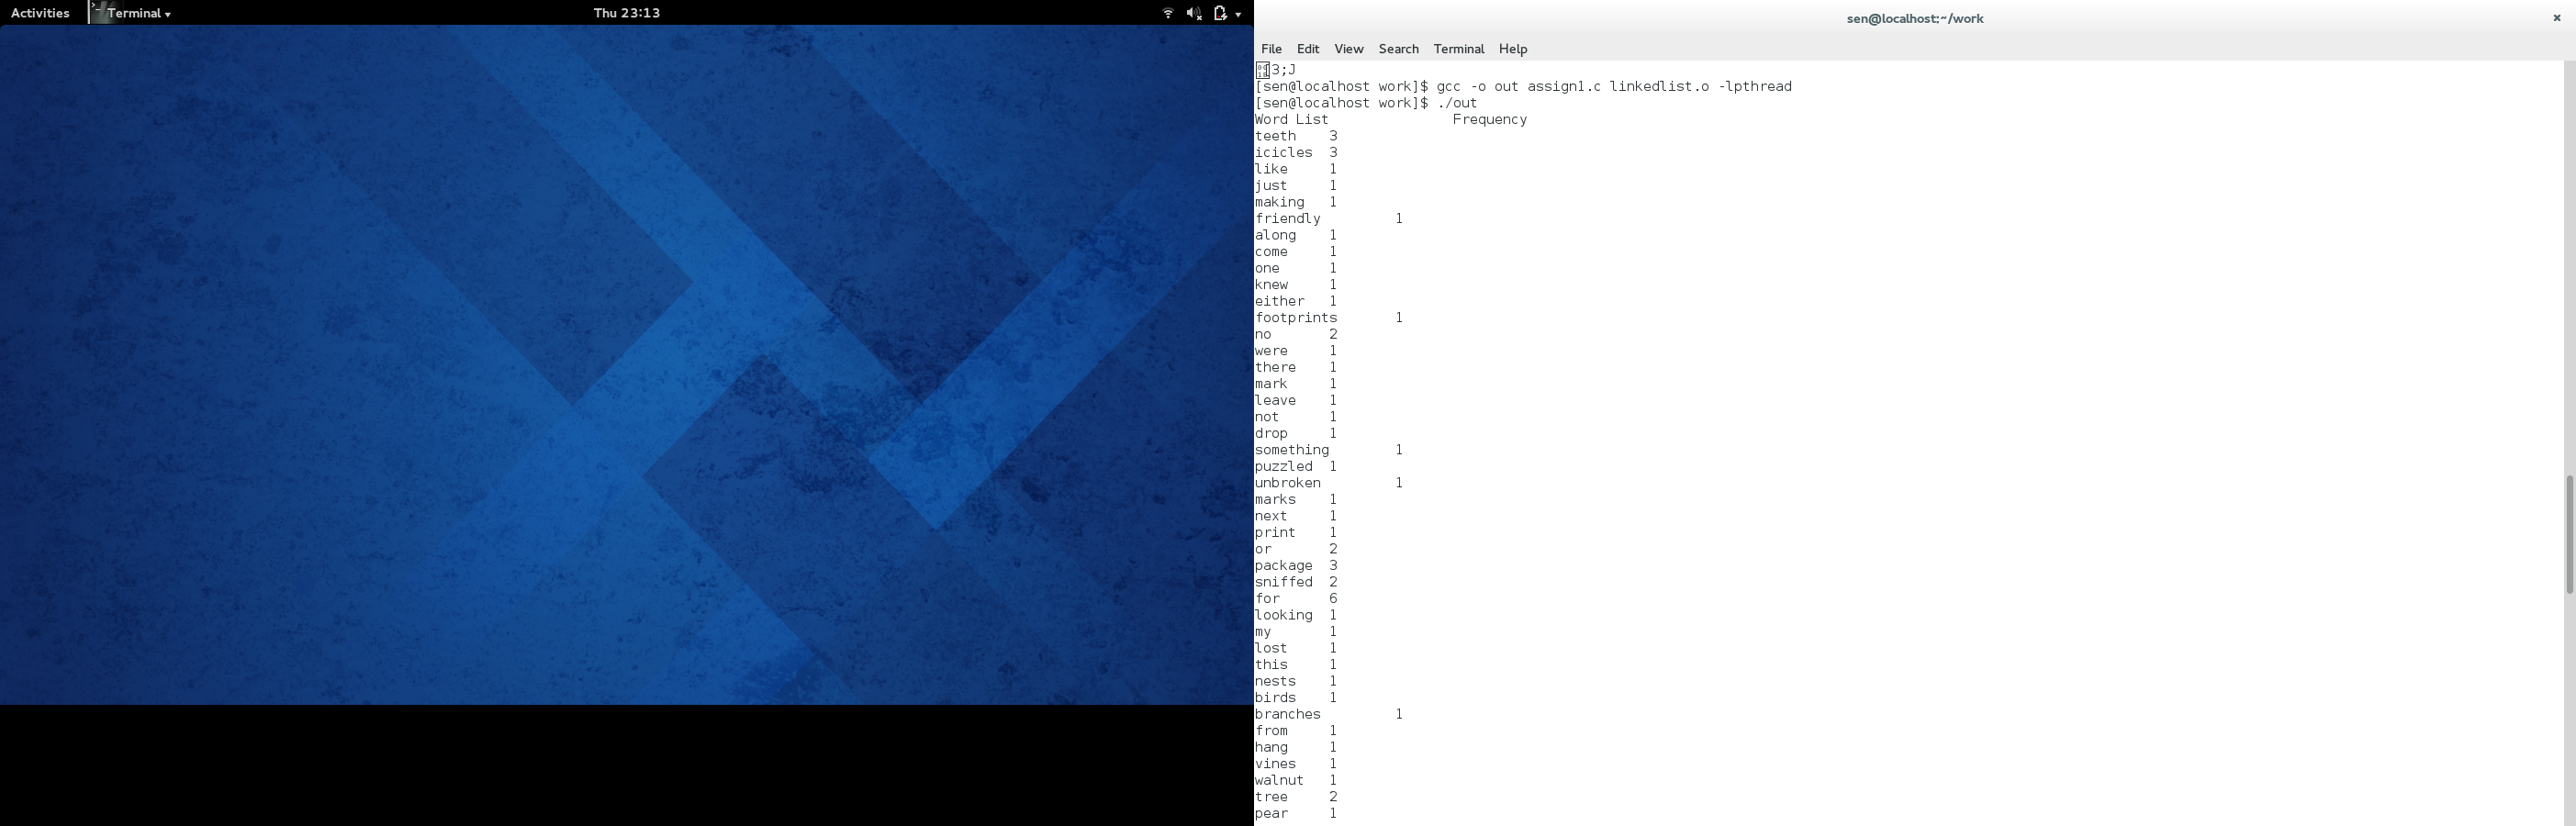 Activities Terminal Thu 23:13
sen@localhost:~/work
File Edit View Search Terminal Help
3;J
[sen@localhost work]$ gcc -o out assign1.c linkedlist.o -lpthread
[sen@localhost work]$ ./out
Word List Frequency
teeth 3
icicles 3
like 1
just 1
making 1
friendly 1
along 1
come 1
one 1
knew 1
either 1
footprints 1
no 2
were 1
there 1
mark 1
leave 1
not 1
drop 1
something 1
puzzled 1
unbroken 1
marks 1
next 1
print 1
or 2
package 3
sniffed 2
for 6
looking 1
my 1
lost 1
this 1
nests 1
birds 1
branches 1
from 1
hang 1
vines 1
walnut 1
tree 2
pear 1